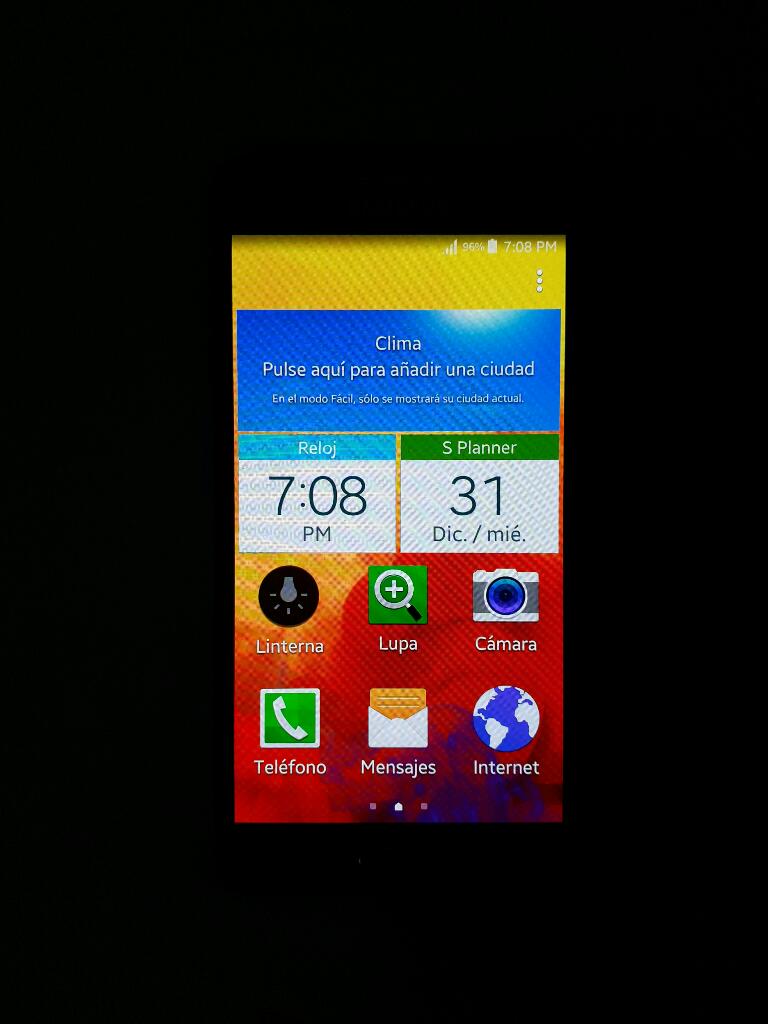 96% 7:08 PM
Clima
Pulse aquí para añadir una ciudad
En el modo Fácil, sólo se mostrará su ciudad actual.
Reloj
S Planner
7:08
31
PM
Dic. / mié.
Linterna
Lupa
Cámara
Teléfono
Mensajes
Internet